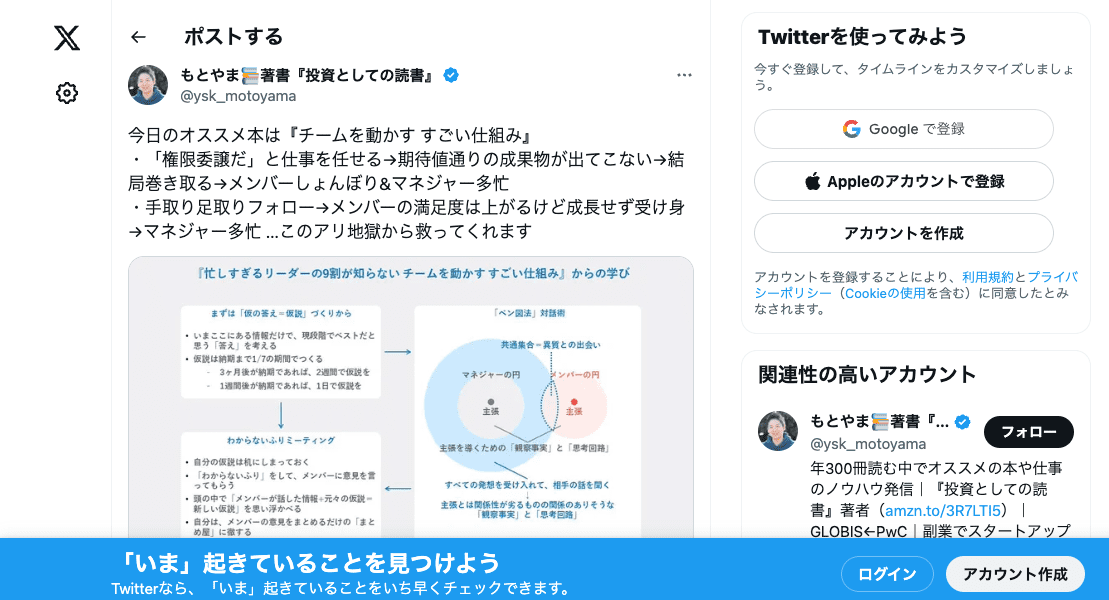 ポストする
もとやま📚著書『投資としての読書』
@ysk_motoyama
今日のオススメ本は『チームを動かす すごい仕組み』
・「権限委譲だ」と仕事を任せる→期待値通りの成果物が出てこない→結
局巻き取る→メンバーしょんぼり&マネジャー多忙
・手取り足取りフォロー→メンバーの満足度は上がるけど成長せず受け身
→マネジャー多忙 ...このアリ地獄から救ってくれます
『忙しすぎるリーダーの9割が知らない チームを動かす すごい仕組み』からの学び
まずは「仮の答え＝仮説」づくりから
• いまここにある情報だけで、現段階でベストだと
思う「答え」を考える
• 仮説は納期まで1/7の期間でつくる
－ 3ヶ月後が納期であれば、2週間で仮説を
－ 1週間後が納期であれば、1日で仮説を
わからないふりミーティング
• 自分の仮説は机にしまっておく
• 「わからないふり」をして、メンバーに意見を言
ってもらう
• 頭の中で「メンバーが話した情報+元々の仮説＝
新しい仮説」を思い浮かべる
• 自分は、メンバーの意見をまとめるだけの「まと
め屋」に徹する
「ベン図法」対話術
共通集合＝異質との出会い
マネジャーの円
メンバーの円
主張
主張
主張を導くための「観察事実」と「思考回路」
すべての発想を受け入れて、相手の話を聞く
↓
主張とは関係性が劣るものの関係のありそうな
「観察事実」と「思考回路」
Twitterを使ってみよう
今すぐ登録して、タイムラインをカスタマイズしましょ
う。
Google で登録
Appleのアカウントで登録
アカウントを作成
アカウントを登録することにより、利用規約とプライバ
シーポリシー（Cookieの使用を含む）に同意したとみ
なされます。
関連性の高いアカウント
もとやま📚著書『...
@ysk_motoyama
フォロー
年300冊読む中でオススメの本や仕事
のノウハウ発信｜『投資としての読
書』著者（amzn.to/3R7LTI5）｜
GLOBIS←PwC｜副業でスタートアップ
「いま」起きていることを見つけよう
Twitterなら、「いま」起きていることをいち早くチェックできます。
ログイン
アカウント作成